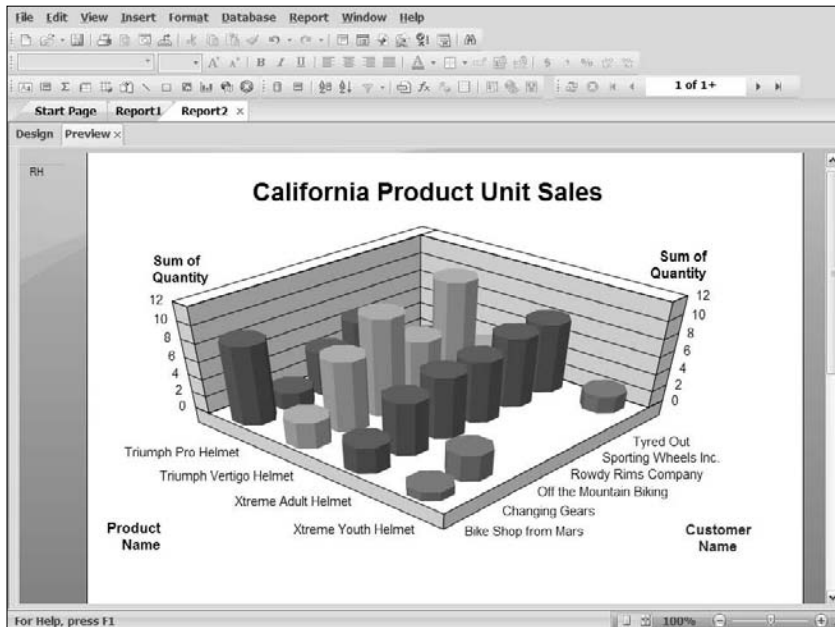 File Edit View Insert Format Database Report Window Help
1 of 1+
Start Page Report1 Report2 ×
Design Preview ×
RH
California Product Unit Sales
Sum of
Quantity
12
10
8
6
4
2
0
Sum of
Quantity
12
10
8
6
4
2
0
Triumph Pro Helmet
Triumph Vertigo Helmet
Xtreme Adult Helmet
Xtreme Youth Helmet
Tyred Out
Sporting Wheels Inc.
Rowdy Rims Company
Off the Mountain Biking
Changing Gears
Bike Shop from Mars
Product
Name
Customer
Name
For Help, press F1
100%